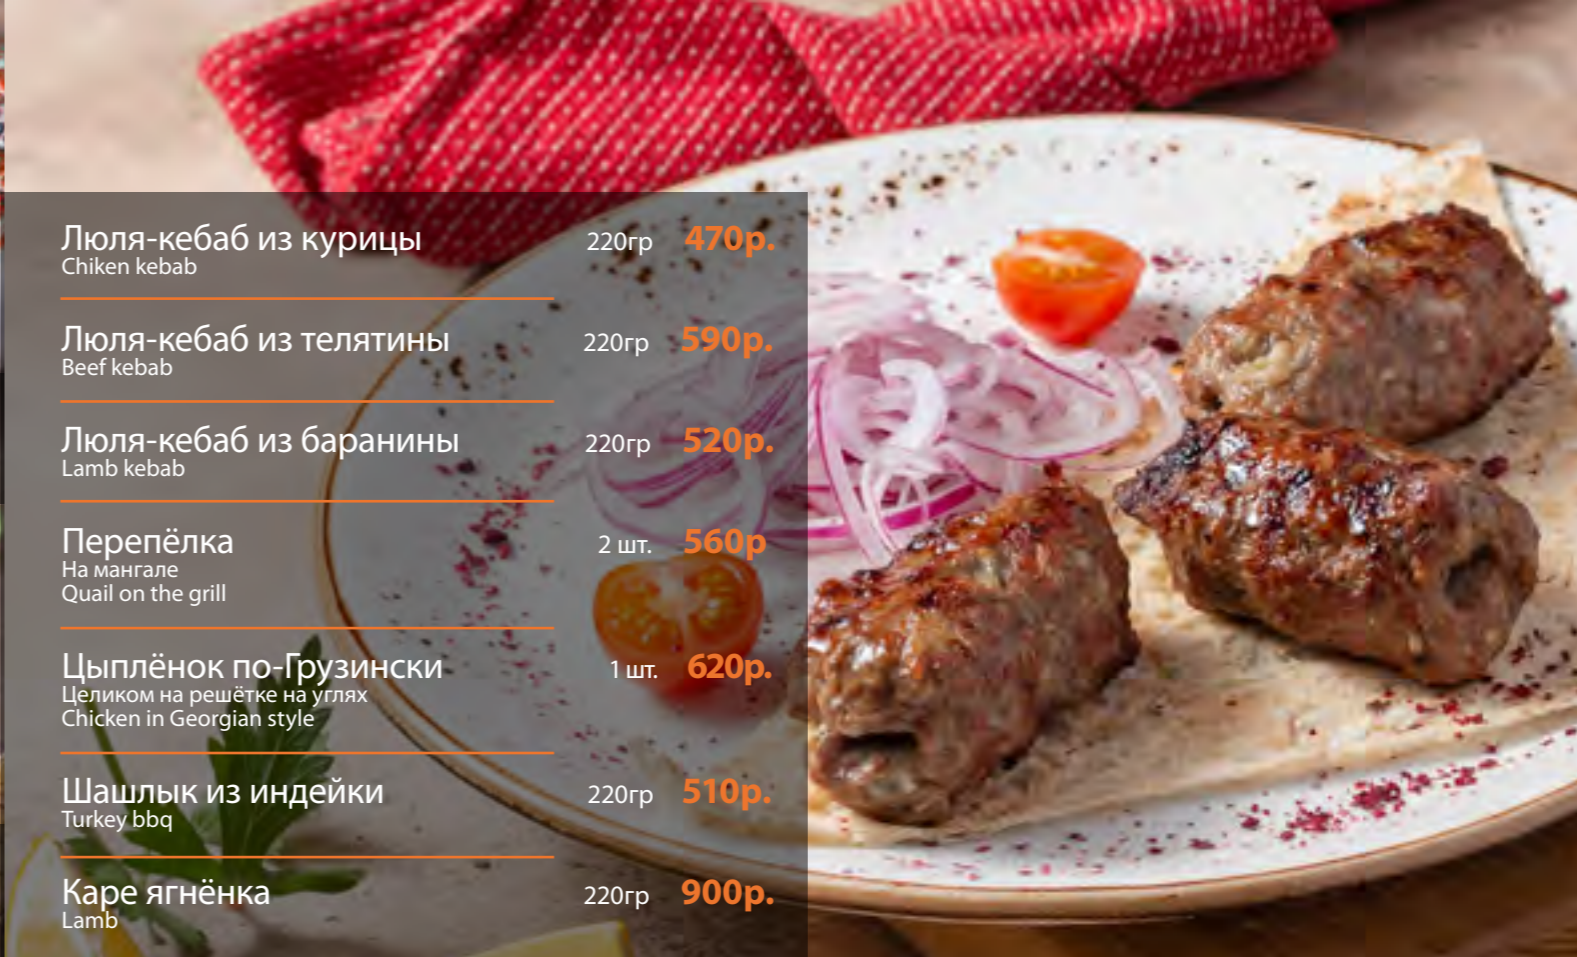 Люля-кебаб из курицы 220гр 470р.
Chiken kebab
Люля-кебаб из телятины 220гр 590р.
Beef kebab
Люля-кебаб из баранины 220гр 520р.
Lamb kebab
Перепёлка 2 шт. 560р
На мангале
Quail on the grill
Цыплёнок по-Грузински 1 шт. 620р.
Целиком на решётке на углях
Chicken in Georgian style
Шашлык из индейки 220гр 510р.
Turkey bbq
Каре ягнёнка 220гр 900р.
Lamb